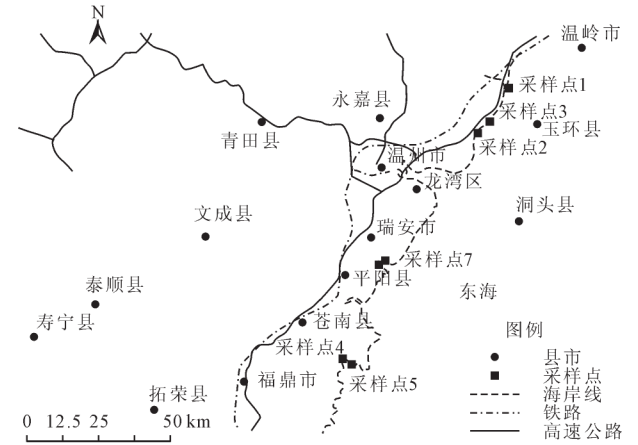 N
温岭市
采样点1
永嘉县
采样点3
青田县
玉环县
采样点2
温州市
龙湾区
文成县
洞头县
瑞安市
采样点7
平阳县
泰顺县
东海
寿宁县
苍南县
图例
采样点4
县市
福鼎市
采样点5
采样点
拓荣县
海岸线
铁路
0 12.5 25 50 km
高速公路